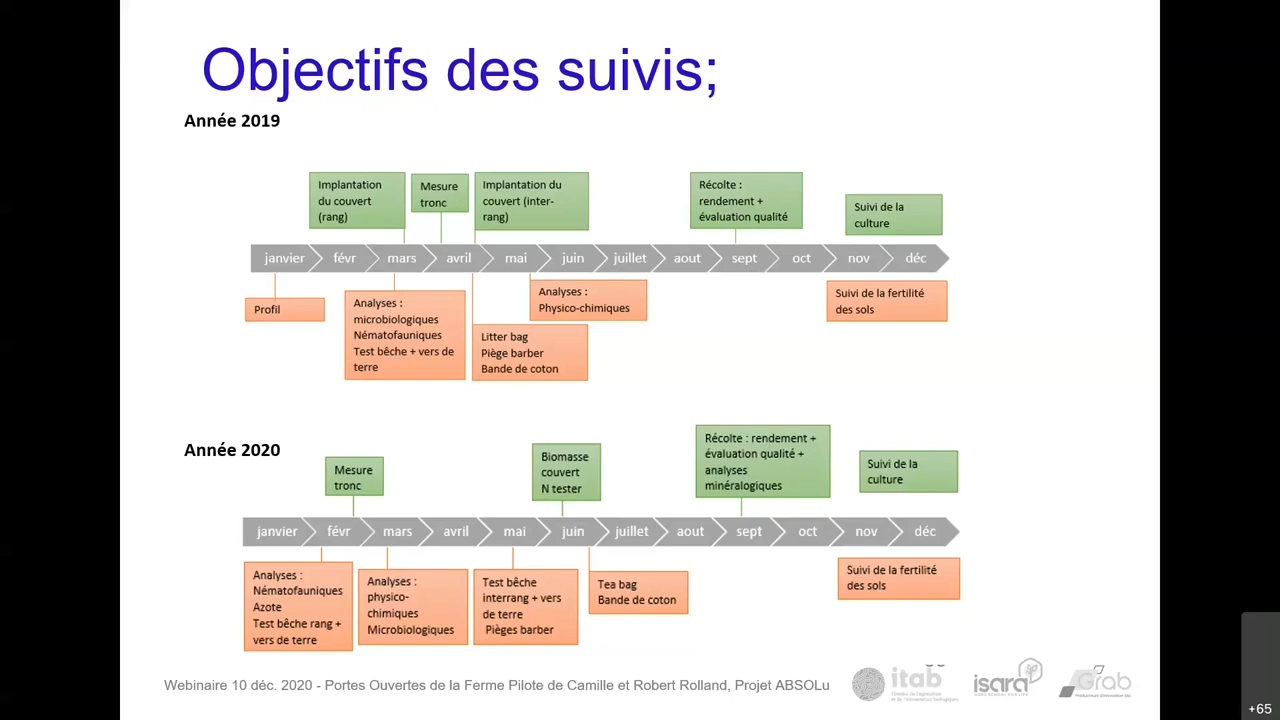 Objectifs des suivis;
Année 2019
Implantation
du couvert
(rang)
Mesure
tronc
Implantation du
couvert (inter-
rang)
Récolte :
rendement +
évaluation qualité
Suivi de la
culture
janvier févr mars avril mai juin juillet aout sept oct nov déc
Profil
Analyses :
microbiologiques
Nématofauniques
Test bêche + vers de
terre
Litter bag
Piège barber
Bande de coton
Analyses :
Physico-chimiques
Suivi de la fertilité
des sols
Année 2020
Mesure
tronc
Biomasse
couvert
N tester
Récolte : rendement +
évaluation qualité +
analyses
minéralogiques
Suivi de la
culture
janvier févr mars avril mai juin juillet aout sept oct nov déc
Analyses :
Nématofauniques
Azote
Test bêche rang +
vers de terre
Analyses :
physico-
chimiques
Microbiologiques
Test bêche
interrang + vers
de terre
Pièges barber
Tea bag
Bande de coton
Suivi de la fertilité
des sols
Webinaire 10 déc. 2020 - Portes Ouvertes de la Ferme Pilote de Camille et Robert Rolland, Projet ABSOLu
itab
isara
Grab
+65